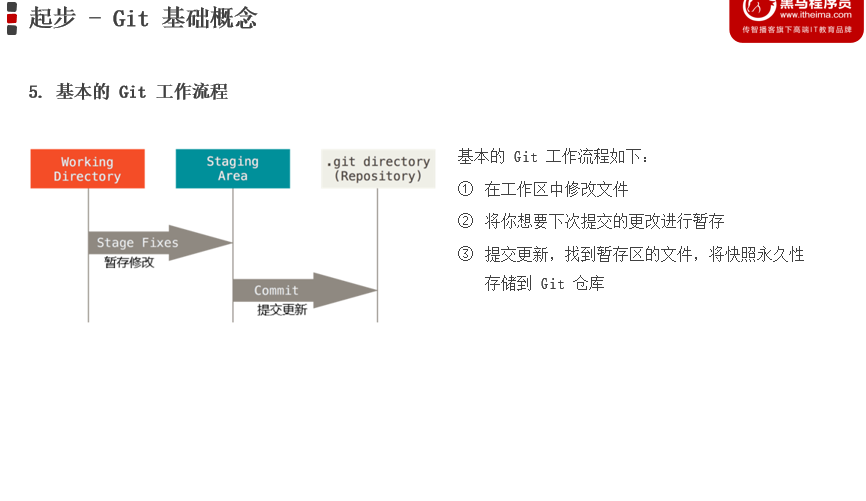 起步 - Git 基础概念
黑马程序员
www.itheima.com
传智播客旗下高端IT教育品牌
5. 基本的 Git 工作流程
Working
Directory
Staging
Area
.git directory
(Repository)
Stage Fixes
暂存修改
Commit
提交更新
基本的 Git 工作流程如下：
① 在工作区中修改文件
② 将你想要下次提交的更改进行暂存
③ 提交更新，找到暂存区的文件，将快照永久性
存储到 Git 仓库